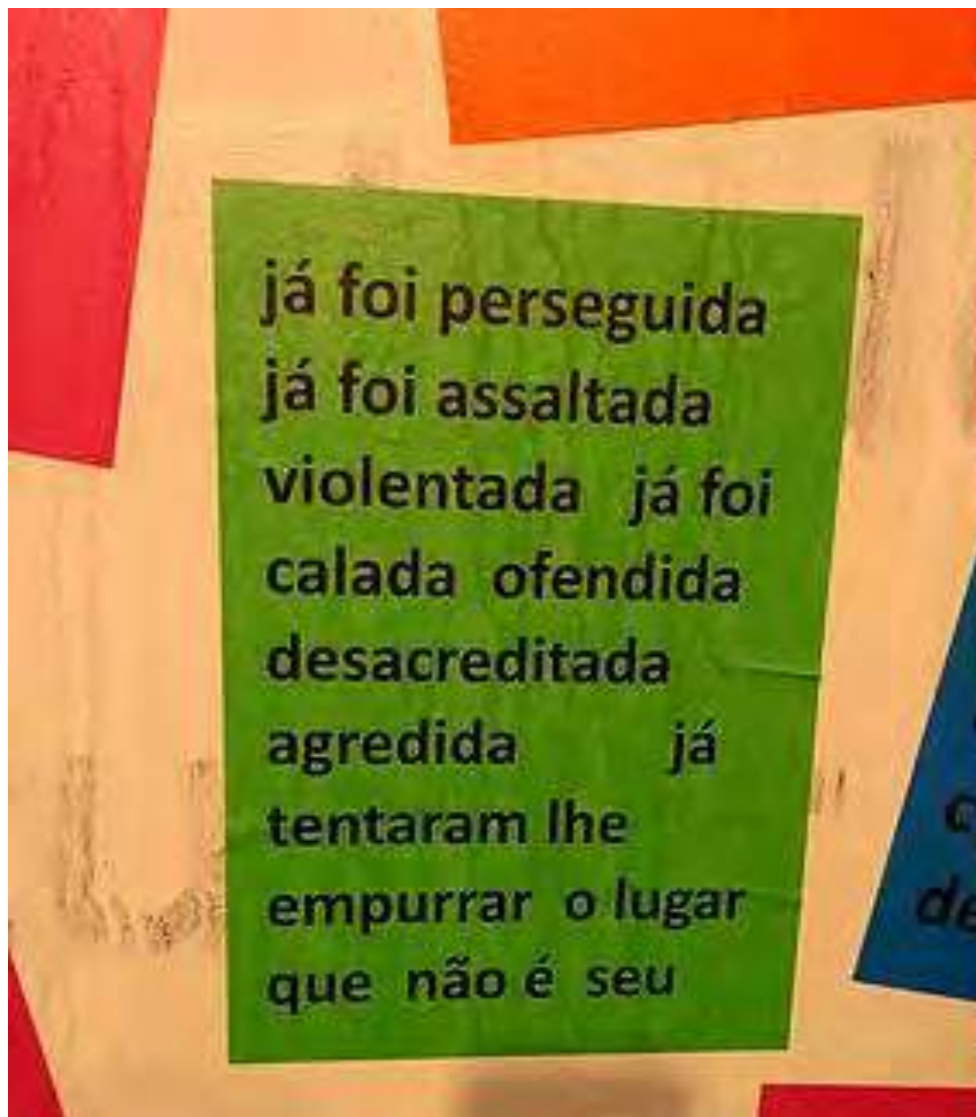 já foi perseguida
já foi assaltada
violentada já foi
calada ofendida
desacreditada
agredida já
tentaram lhe
empurrar o lugar
que não é seu